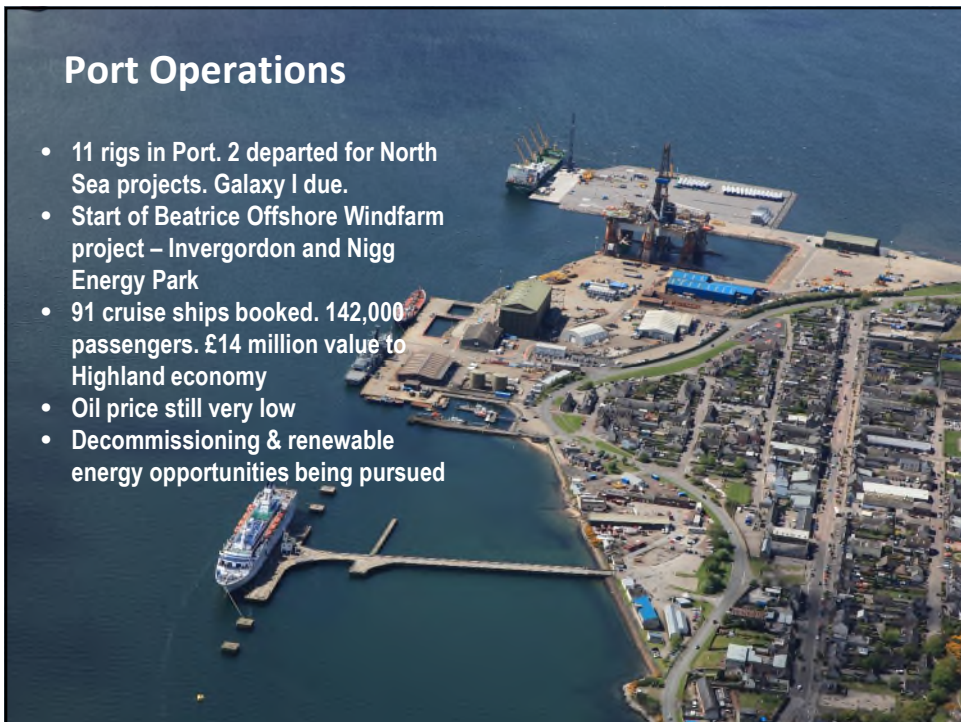 Port Operations
• 11 rigs in Port. 2 departed for North
Sea projects. Galaxy I due.
• Start of Beatrice Offshore Windfarm
project – Invergordon and Nigg
Energy Park
• 91 cruise ships booked. 142,000
passengers. £14 million value to
Highland economy
• Oil price still very low
• Decommissioning & renewable
energy opportunities being pursued